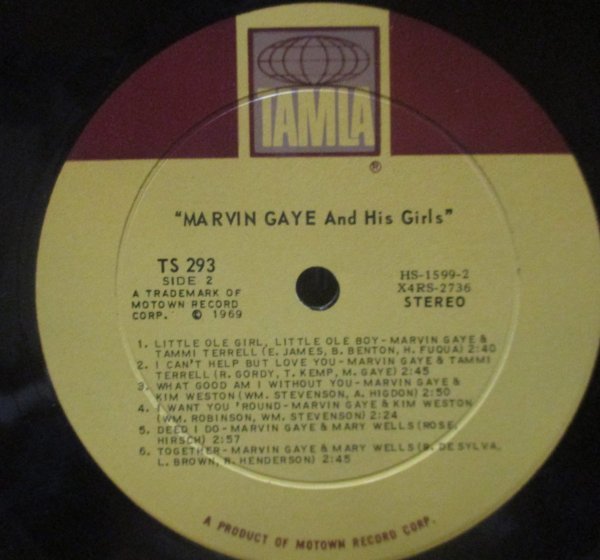 TAMLA
®
"MARVIN GAYE And His Girls"
TS 293
SIDE 2
A TRADEMARK OF
MOTOWN RECORD
CORP. © 1969
HS-1599-2
X4RS-2736
STEREO
1. LITTLE OLE GIRL, LITTLE OLE BOY-MARVIN GAYE &
TAMMI TERRELL (E. JAMES, B. BENTON, H. FUQUA) 2:40
2. I CAN'T HELP BUT LOVE YOU-MARVIN GAYE & TAMMI
TERRELL (R. GORDY, T. KEMP, M. GAYE) 2:45
3. WHAT GOOD AM I WITHOUT YOU-MARVIN GAYE &
KIM WESTON (WM. STEVENSON, A. HIGDON) 2:50
4. I WANT YOU 'ROUND-MARVIN GAYE & KIM WESTON
(WM. ROBINSON, WM. STEVENSON) 2:24
5. DEED I DO-MARVIN GAYE & MARY WELLS (ROSE,
HIRSCH) 2:57
6. TOGETHER-MARVIN GAYE & MARY WELLS (R. DE SYLVA,
L. BROWN, R. HENDERSON) 2:45
A PRODUCT OF MOTOWN RECORD CORP.